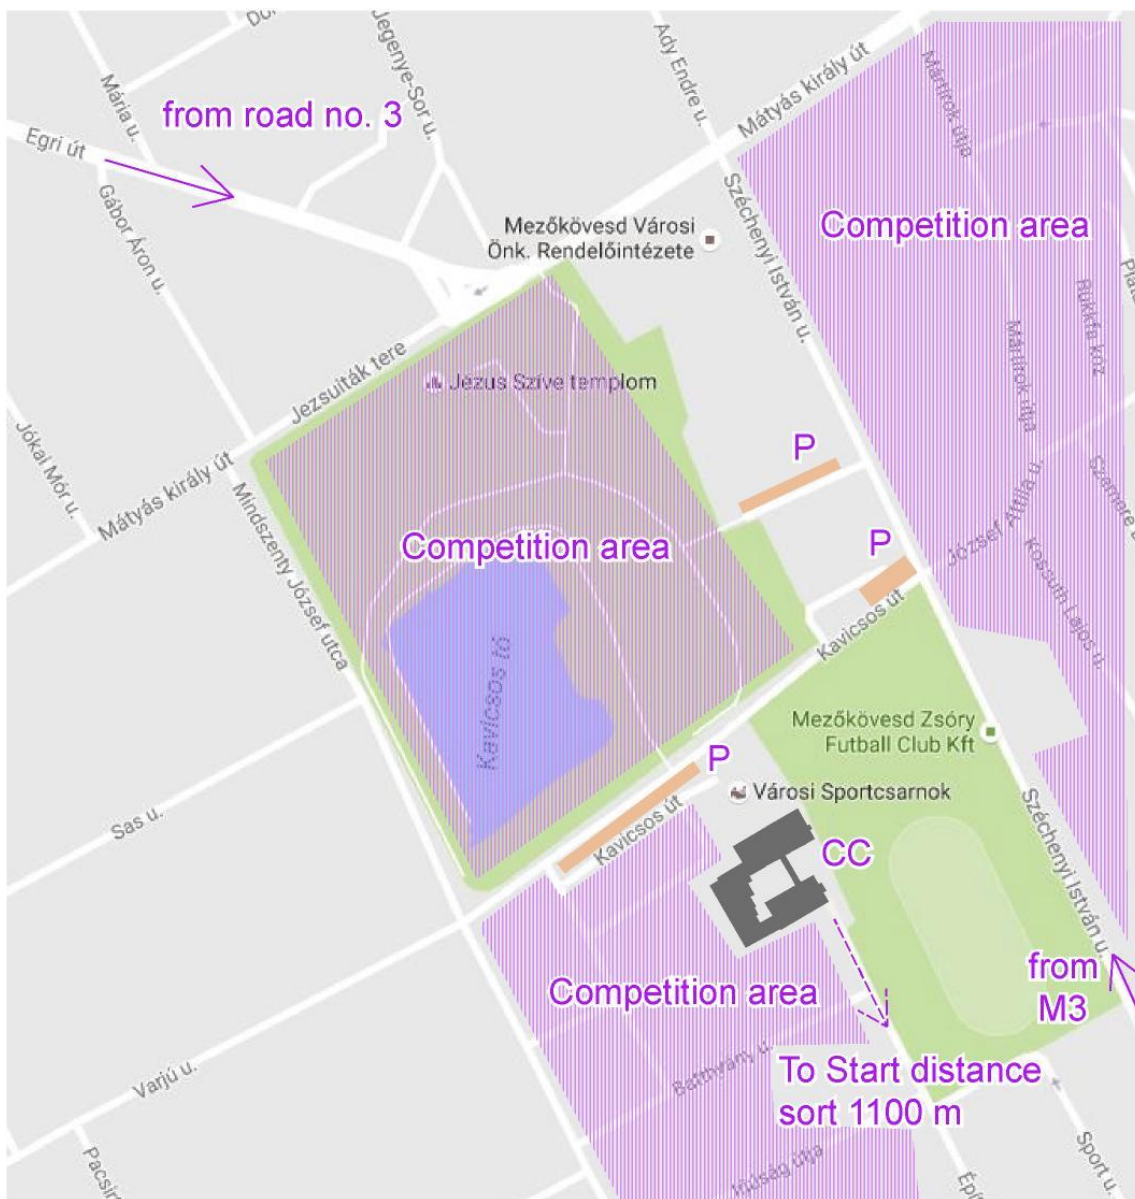 Jegenye-Sor u.
Mária u.
Ady Endre u.
Mátyás király út
Mártírok útja
from road no. 3
Egri út
Gábor Áron u.
Széchenyi István u.
Mezőkövesd Városi
Önk. Rendelőintézete
Competition area
Bükkfa köz
Mártírok útja
Jezsuiták tere
Jézus Szíve templom
Jókai Mór u.
Mátyás király út
P
Mindszenty József utca
Competition area
P
József Attila u.
Kossuth Lajos u.
Kavicsos út
Kavicsos tó
Mezőkövesd Zsóry
Futball Club Kft
P
Városi Sportcsarnok
Sas u.
Kavicsos út
CC
Széchenyi István u.
Competition area
from
M3
Batthyány u.
To Start distance
sort 1100 m
Varjú u.
Ifjúság útja
Sport u.